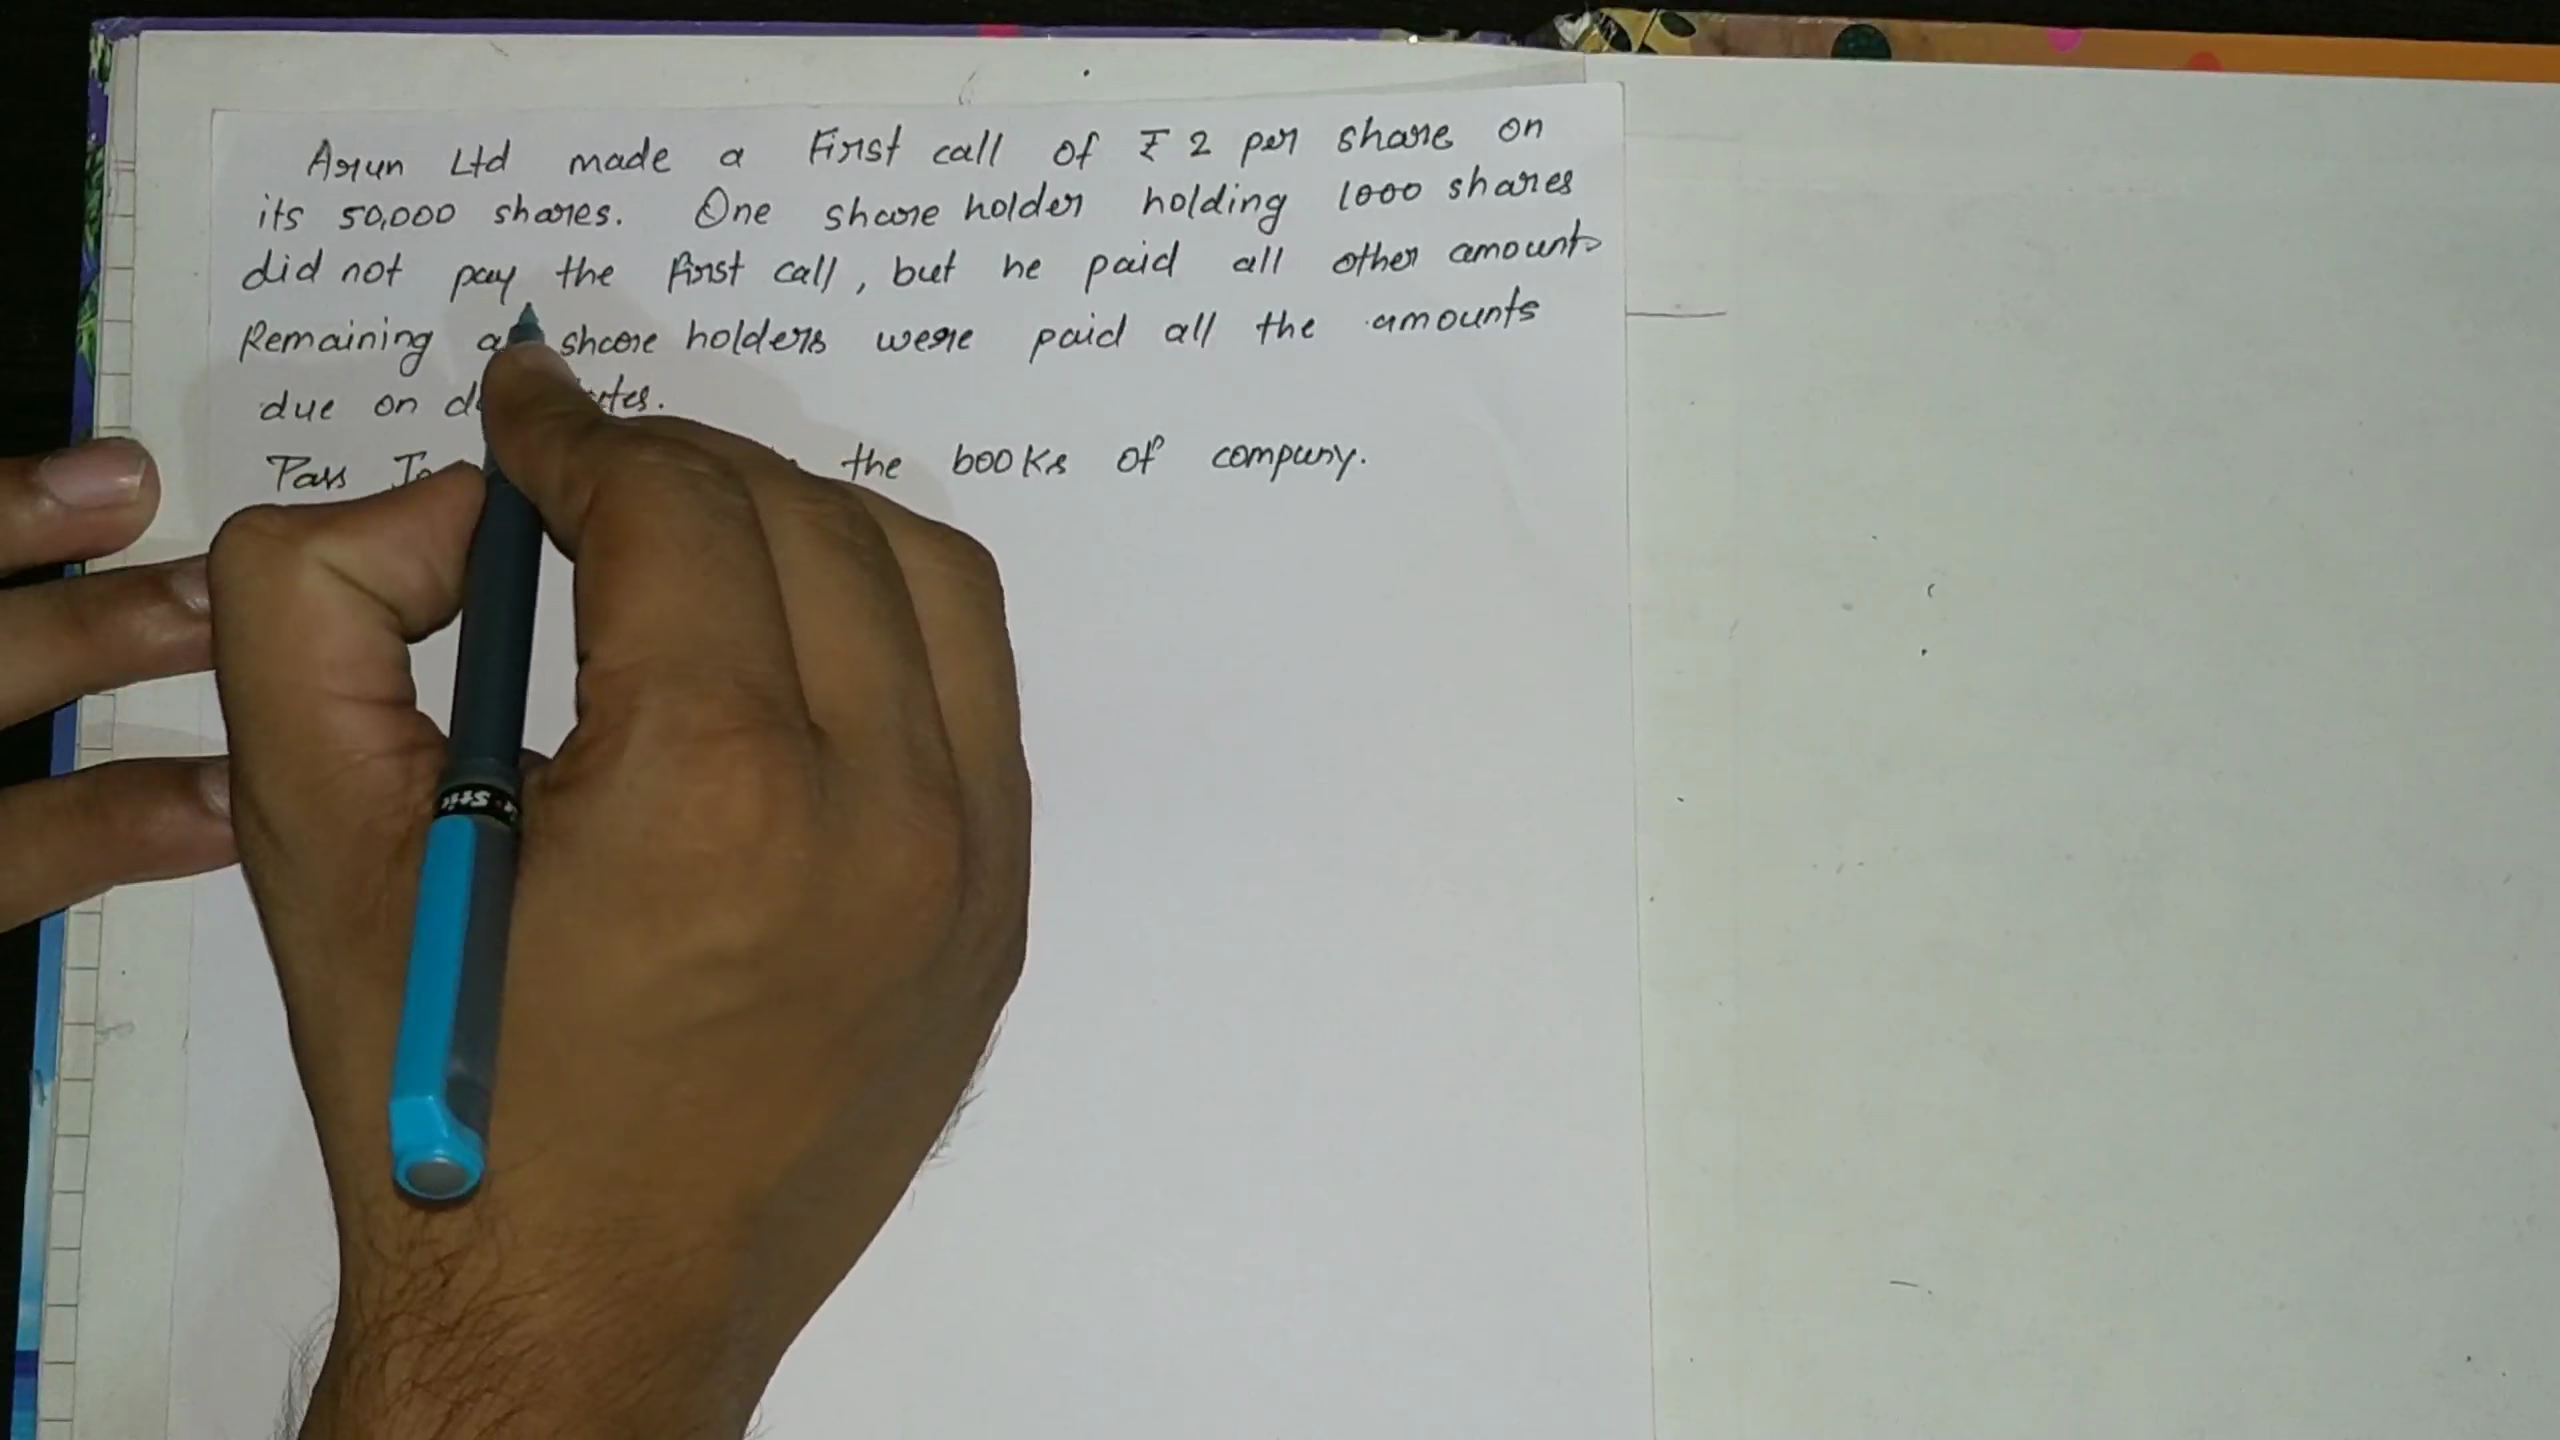 Arun Ltd made a First call of ₹ 2 per share on
its 50,000 shares. One share holder holding 1000 shares
did not pay the first call, but he paid all other amounts
Remaining share holders were paid all the amounts
due on
Pass the books of company.